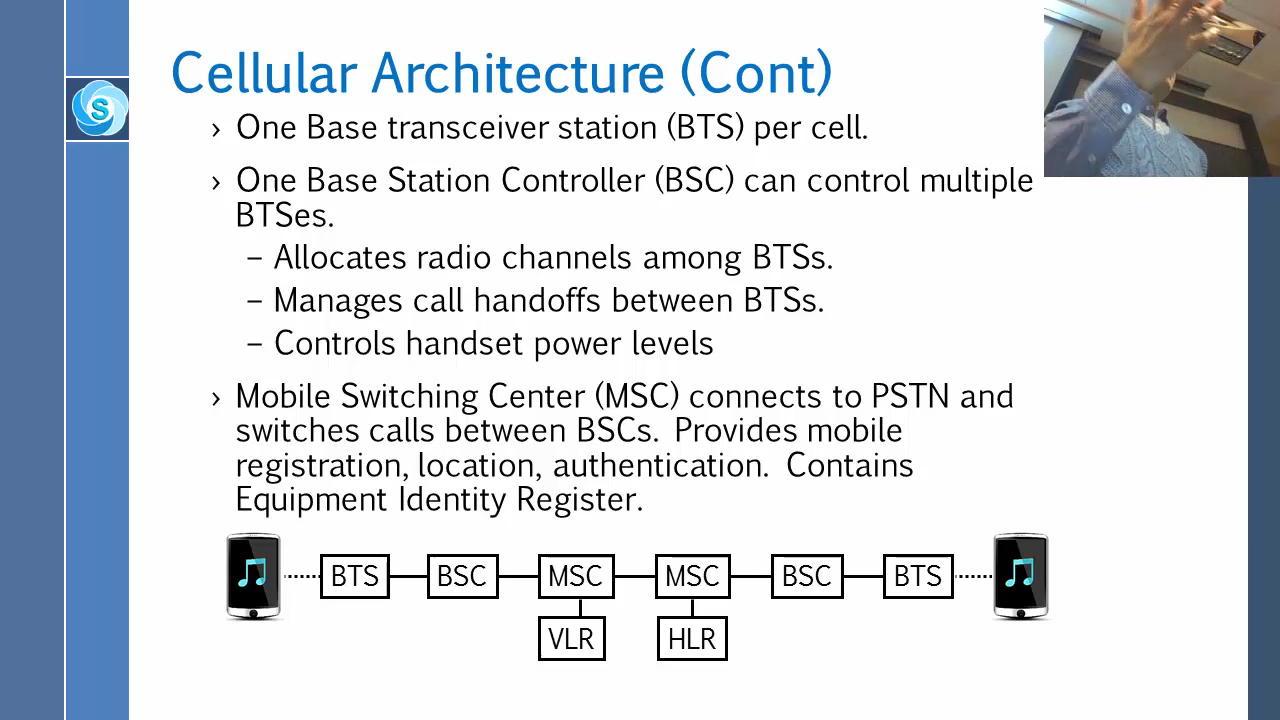 S
Cellular Architecture (Cont)
› One Base transceiver station (BTS) per cell.
› One Base Station Controller (BSC) can control multiple
BTSes.
– Allocates radio channels among BTSs.
– Manages call handoffs between BTSs.
– Controls handset power levels
› Mobile Switching Center (MSC) connects to PSTN and
switches calls between BSCs.  Provides mobile
registration, location, authentication.  Contains
Equipment Identity Register.
BTS BSC MSC MSC BSC BTS
VLR HLR